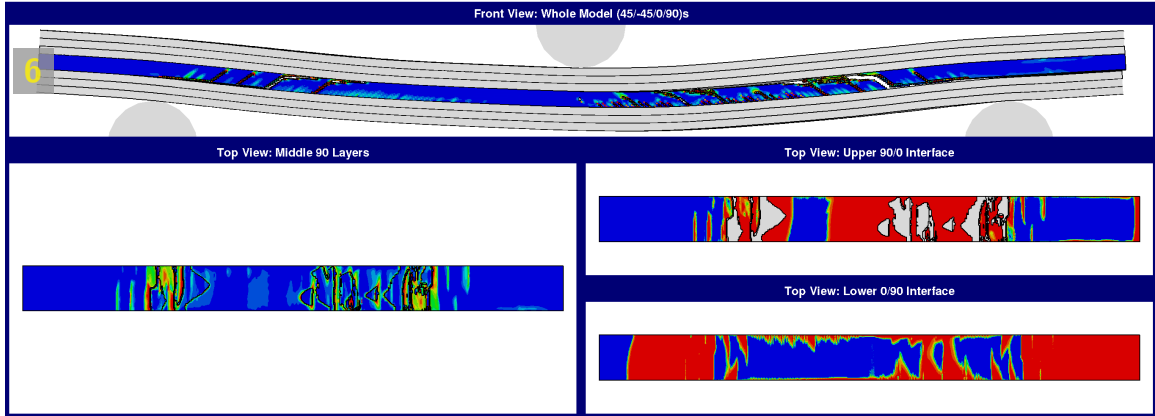 Front View: Whole Model (45/-45/0/90)s
6
Top View: Middle 90 Layers
Top View: Upper 90/0 Interface
Top View: Lower 0/90 Interface